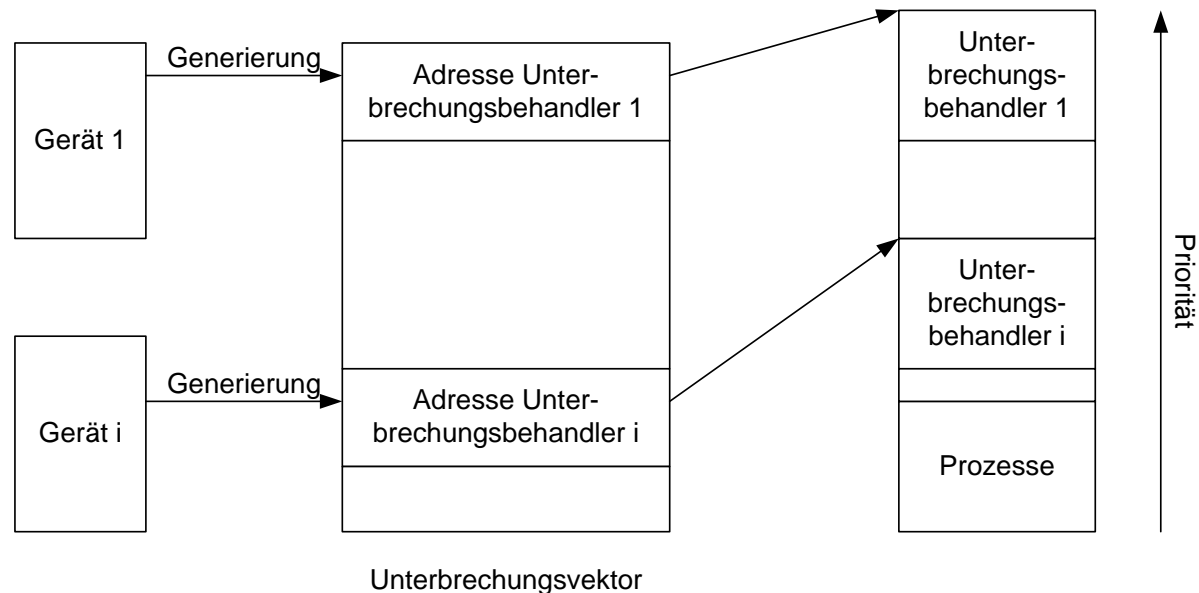 Gerät 1
Generierung
Adresse Unter-
brechungsbehandler 1
Unter-
brechungs-
behandler 1
Gerät i
Generierung
Adresse Unter-
brechungsbehandler i
Unter-
brechungs-
behandler i
Prozesse
Priorität
Unterbrechungsvektor